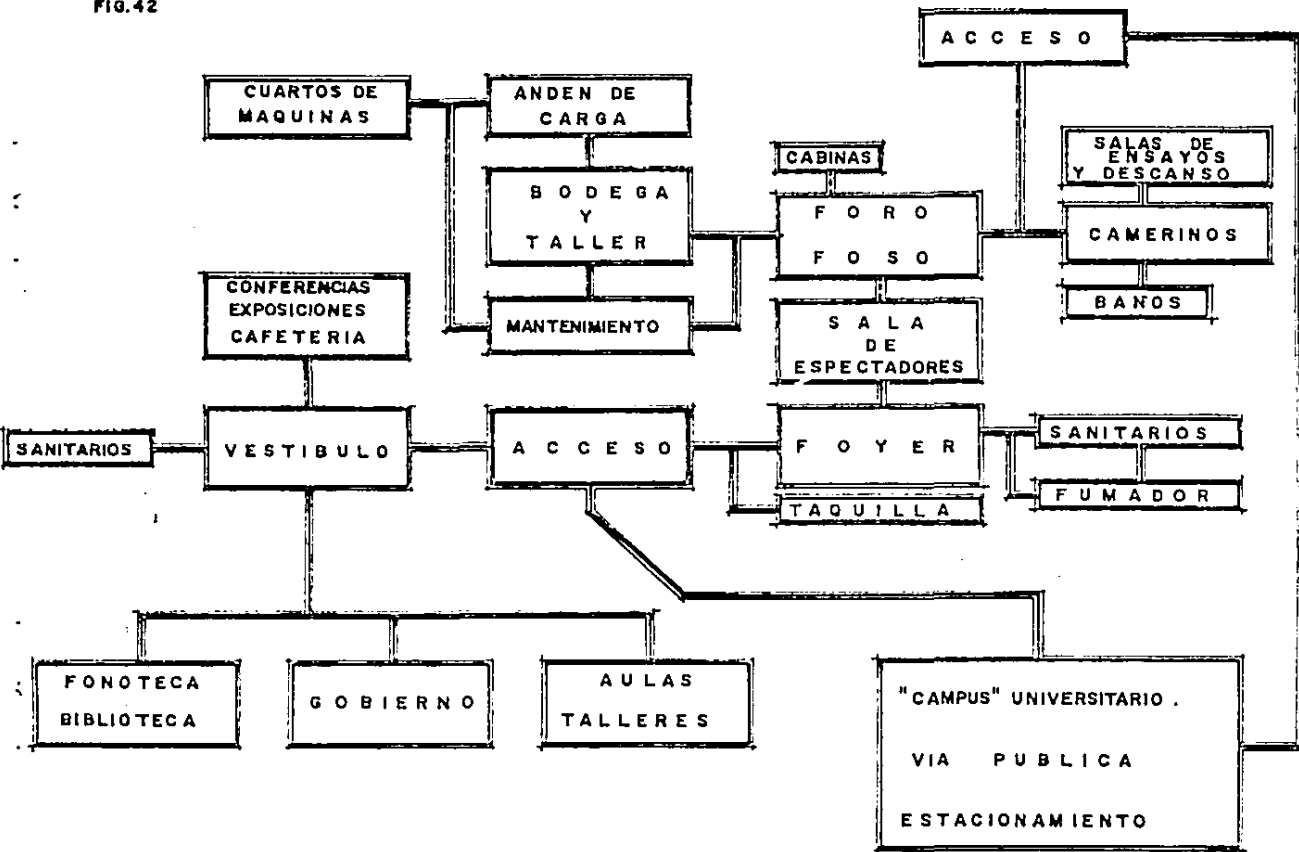 FIG.42
ACCESO
CUARTOS DE
MAQUINAS
ANDEN DE
CARGA
CABINAS
SALAS DE
ENSAYOS
Y DESCANSO
BODEGA
Y
TALLER
FORO
FOSO
CAMERINOS
BANOS
CONFERENCIAS
EXPOSICIONES
CAFETERIA
MANTENIMIENTO
SALA
DE
ESPECTADORES
SANITARIOS
VESTIBULO
ACCESO
FOYER
SANITARIOS
FUMADOR
TAQUILLA
FONOTECA
BIBLIOTECA
GOBIERNO
AULAS
TALLERES
"CAMPUS" UNIVERSITARIO .
VIA PUBLICA
ESTACIONAMIENTO